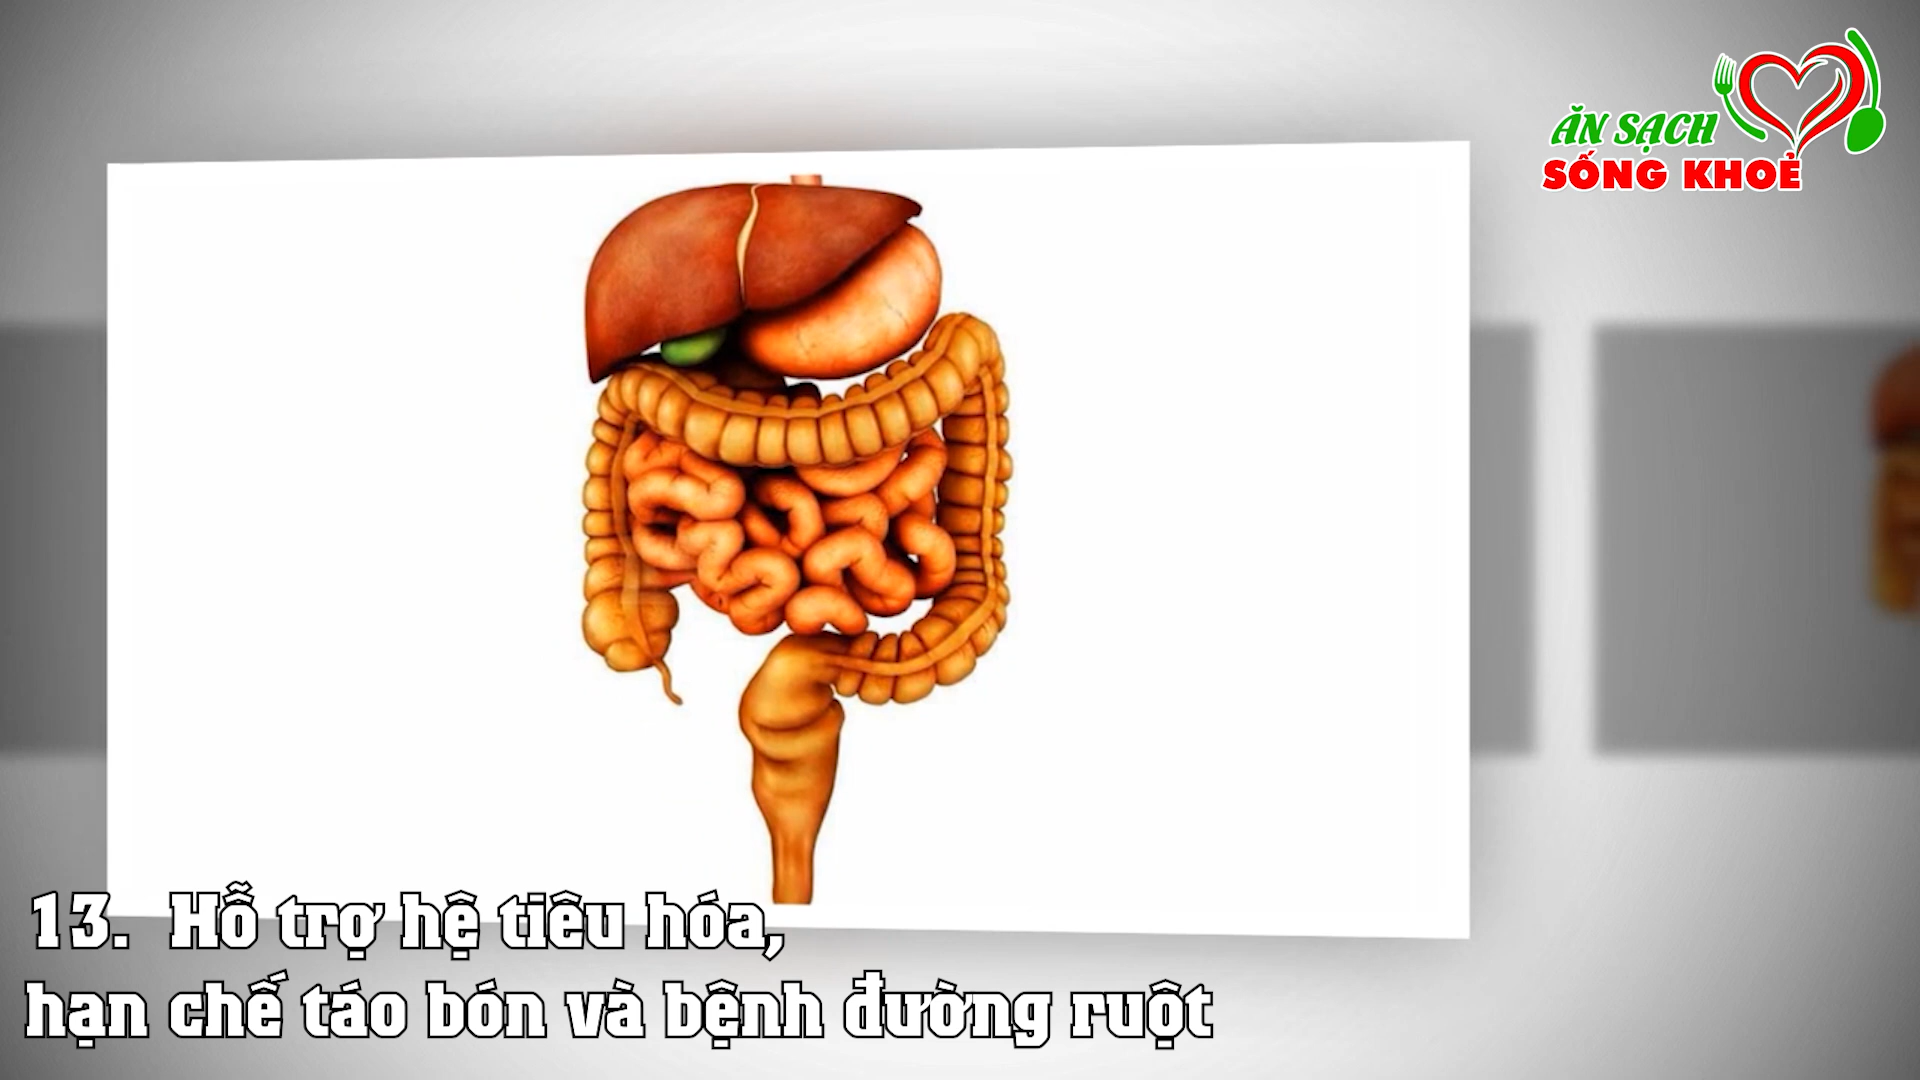 ĂN SẠCH
SỐNG KHOẺ
13. Hỗ trợ hệ tiêu hóa,
hạn chế táo bón và bệnh đường ruột